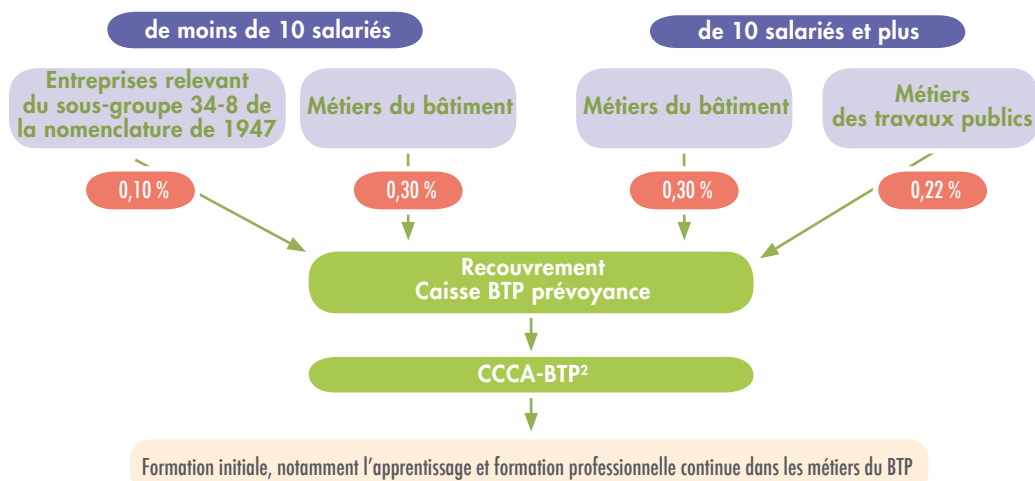 de moins de 10 salariés
de 10 salariés et plus
Entreprises relevant
du sous-groupe 34-8 de
la nomenclature de 1947
Métiers du bâtiment
Métiers du bâtiment
Métiers
des travaux publics
0,10 %
0,30 %
0,30 %
0,22 %
Recouvrement
Caisse BTP prévoyance
CCCA-BTP²
Formation initiale, notamment l’apprentissage et formation professionnelle continue dans les métiers du BTP